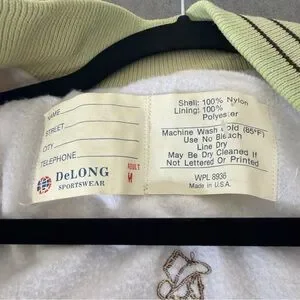 NAME
STREET
CITY
TELEPHONE
DeLONG
SPORTSWEAR
ADULT
M
Shell: 100% Nylon
Lining: 100%
Polyester
Machine Wash Cold (85°F)
Use No Bleach
Line Dry
May Be Dry Cleaned If
Not Lettered or Printed
WPL 8936
Made in U.S.A.